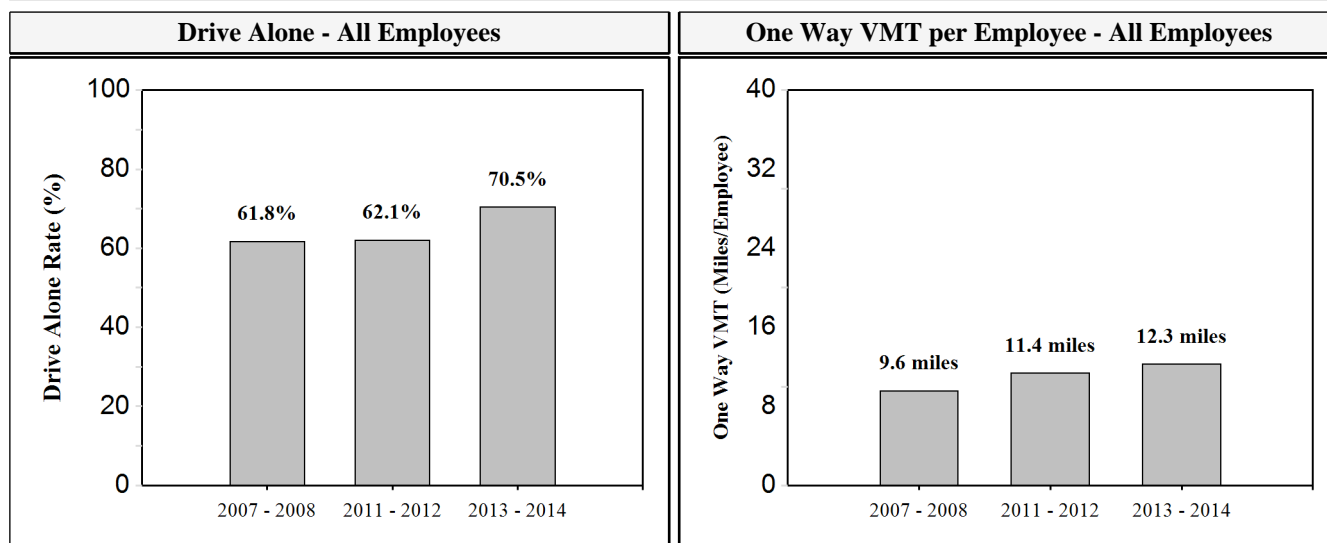 Drive Alone - All Employees
Drive Alone Rate (%)
100
80
60
40
20
0
61.8%
62.1%
70.5%
2007 - 2008
2011 - 2012
2013 - 2014
One Way VMT per Employee - All Employees
One Way VMT (Miles/Employee)
40
32
24
16
8
0
9.6 miles
11.4 miles
12.3 miles
2007 - 2008
2011 - 2012
2013 - 2014